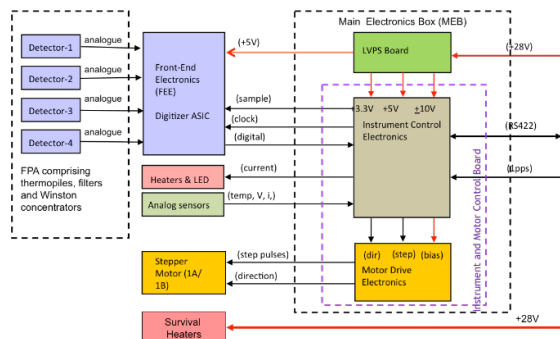 Main Electronics Box (MEB)
analogue
Detector-1
analogue
Detector-2
analogue
Detector-3
analogue
Detector-4
FPA comprising
thermopiles, filters
and Winston
concentrators
Front-End
Electronics
(FEE)
Digitizer ASIC
(+5V)
LVPS Board
(+28V)
(sample)
(clock)
(digital)
+3.3V +5V ±10V
Instrument Control
Electronics
(RS422)
(1pps)
Heaters & LED
(current)
Analog sensors
(temp, V, i,)
Instrument and Motor Control Board
Stepper
Motor (1A/
1B)
(step pulses)
(direction)
(dir) (step) (bias)
Motor Drive
Electronics
Survival
Heaters
+28V